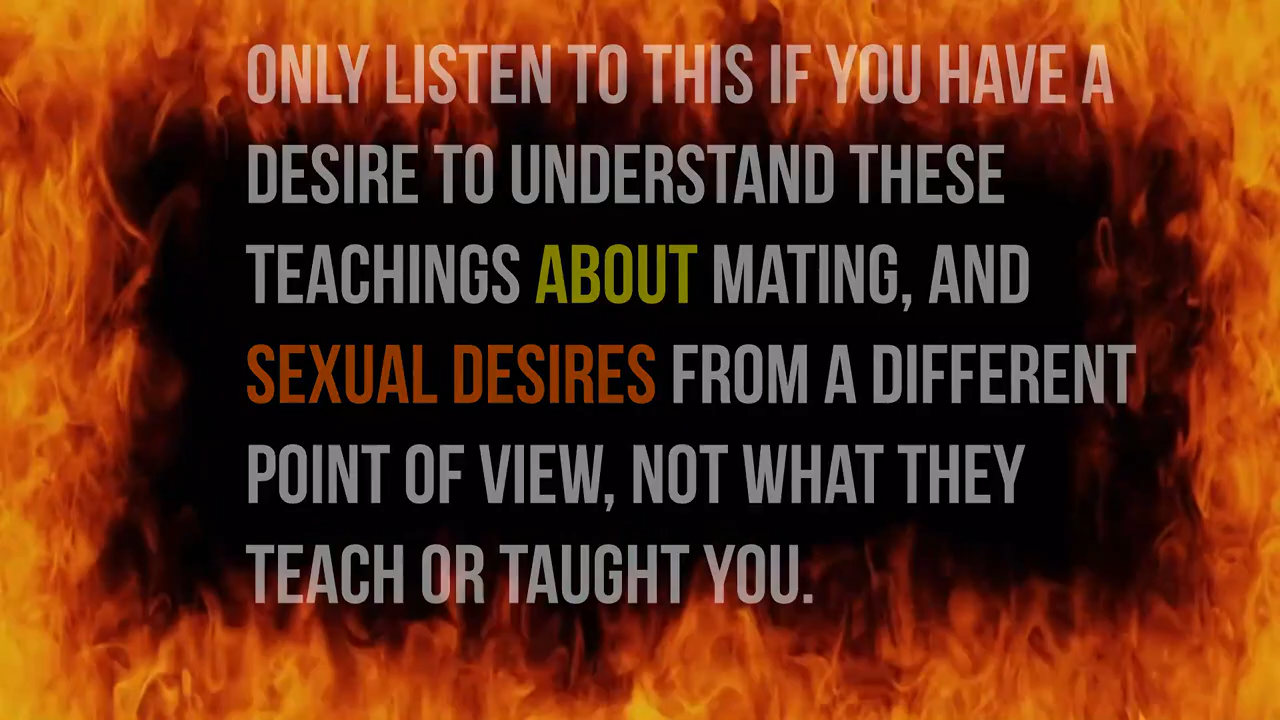 ONLY LISTEN TO THIS IF YOU HAVE A
DESIRE TO UNDERSTAND THESE
TEACHINGS ABOUT MATING, AND
SEXUAL DESIRES FROM A DIFFERENT
POINT OF VIEW, NOT WHAT THEY
TEACH OR TAUGHT YOU.